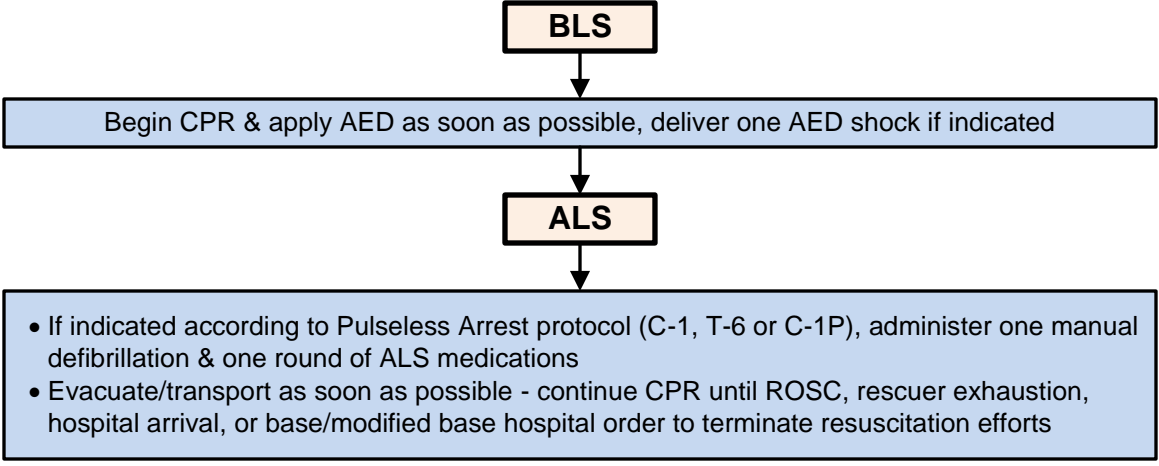 BLS
Begin CPR & apply AED as soon as possible, deliver one AED shock if indicated
ALS
• If indicated according to Pulseless Arrest protocol (C-1, T-6 or C-1P), administer one manual
defibrillation & one round of ALS medications
• Evacuate/transport as soon as possible - continue CPR until ROSC, rescuer exhaustion,
hospital arrival, or base/modified base hospital order to terminate resuscitation efforts